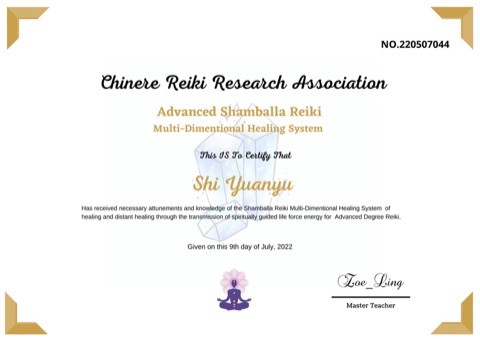 NO.220507044
Chinere Reiki Research Association
Advanced Shamballa Reiki
Multi-Dimentional Healing System
This IS To Certify That
Shi Yuanyu
Has received necessary attunements and knowledge of the Shamballa Reiki Multi-Dimentional Healing System of
healing and distant healing through the transmission of spiritually guided life force energy for Advanced Degree Reiki.
Given on this 9th day of July, 2022
Zoe_Ling
Master Teacher